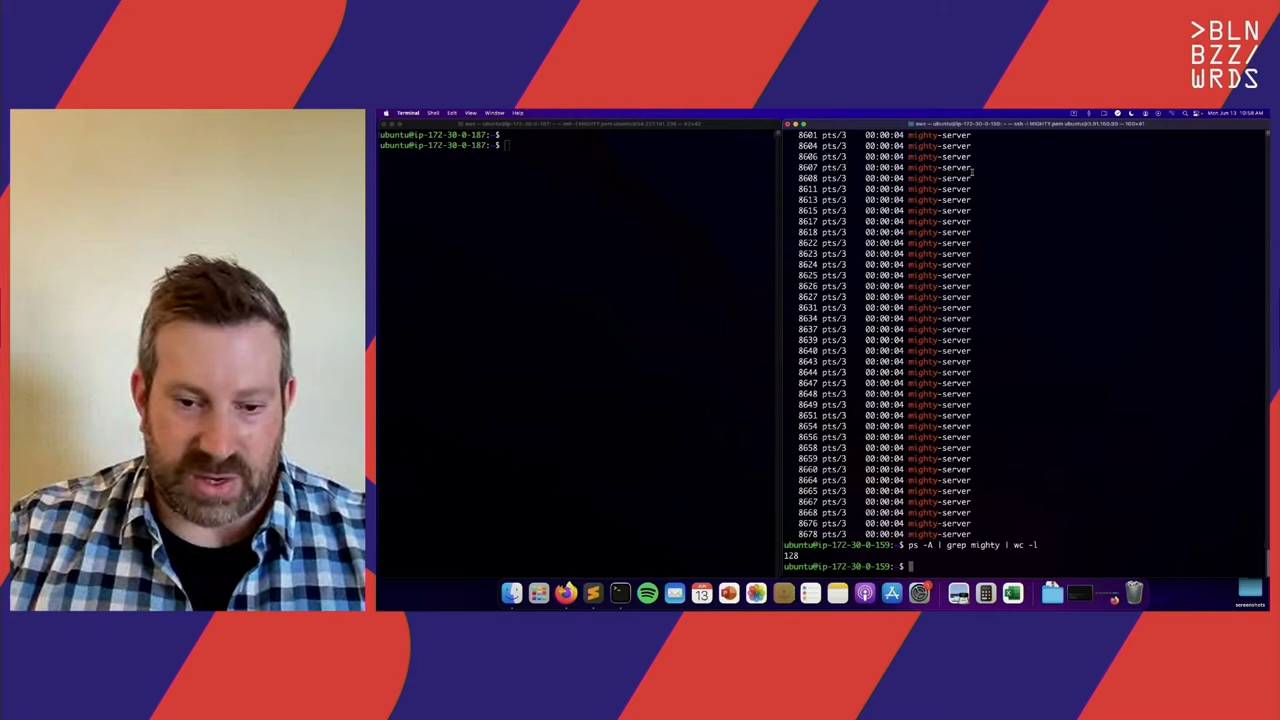 >BLN
BZZ/
WRDS
Terminal Shell Edit View Window Help
Mon Jun 13 10:58 AM
ubuntu@ip-172-30-0-187:~$
ubuntu@ip-172-30-0-187:~$
8601 pts/3 00:00:04 mighty-server
8604 pts/3 00:00:04 mighty-server
8606 pts/3 00:00:04 mighty-server
8607 pts/3 00:00:04 mighty-server
8608 pts/3 00:00:04 mighty-server
8611 pts/3 00:00:04 mighty-server
8613 pts/3 00:00:04 mighty-server
8615 pts/3 00:00:04 mighty-server
8617 pts/3 00:00:04 mighty-server
8618 pts/3 00:00:04 mighty-server
8622 pts/3 00:00:04 mighty-server
8623 pts/3 00:00:04 mighty-server
8624 pts/3 00:00:04 mighty-server
8625 pts/3 00:00:04 mighty-server
8626 pts/3 00:00:04 mighty-server
8627 pts/3 00:00:04 mighty-server
8631 pts/3 00:00:04 mighty-server
8634 pts/3 00:00:04 mighty-server
8637 pts/3 00:00:04 mighty-server
8639 pts/3 00:00:04 mighty-server
8640 pts/3 00:00:04 mighty-server
8643 pts/3 00:00:04 mighty-server
8644 pts/3 00:00:04 mighty-server
8647 pts/3 00:00:04 mighty-server
8648 pts/3 00:00:04 mighty-server
8649 pts/3 00:00:04 mighty-server
8651 pts/3 00:00:04 mighty-server
8654 pts/3 00:00:04 mighty-server
8656 pts/3 00:00:04 mighty-server
8658 pts/3 00:00:04 mighty-server
8659 pts/3 00:00:04 mighty-server
8660 pts/3 00:00:04 mighty-server
8664 pts/3 00:00:04 mighty-server
8665 pts/3 00:00:04 mighty-server
8667 pts/3 00:00:04 mighty-server
8668 pts/3 00:00:04 mighty-server
8676 pts/3 00:00:04 mighty-server
8678 pts/3 00:00:04 mighty-server
ubuntu@ip-172-30-0-159:~$ ps -A | grep mighty | wc -l
128
ubuntu@ip-172-30-0-159:~$
JUN
13
screenshots